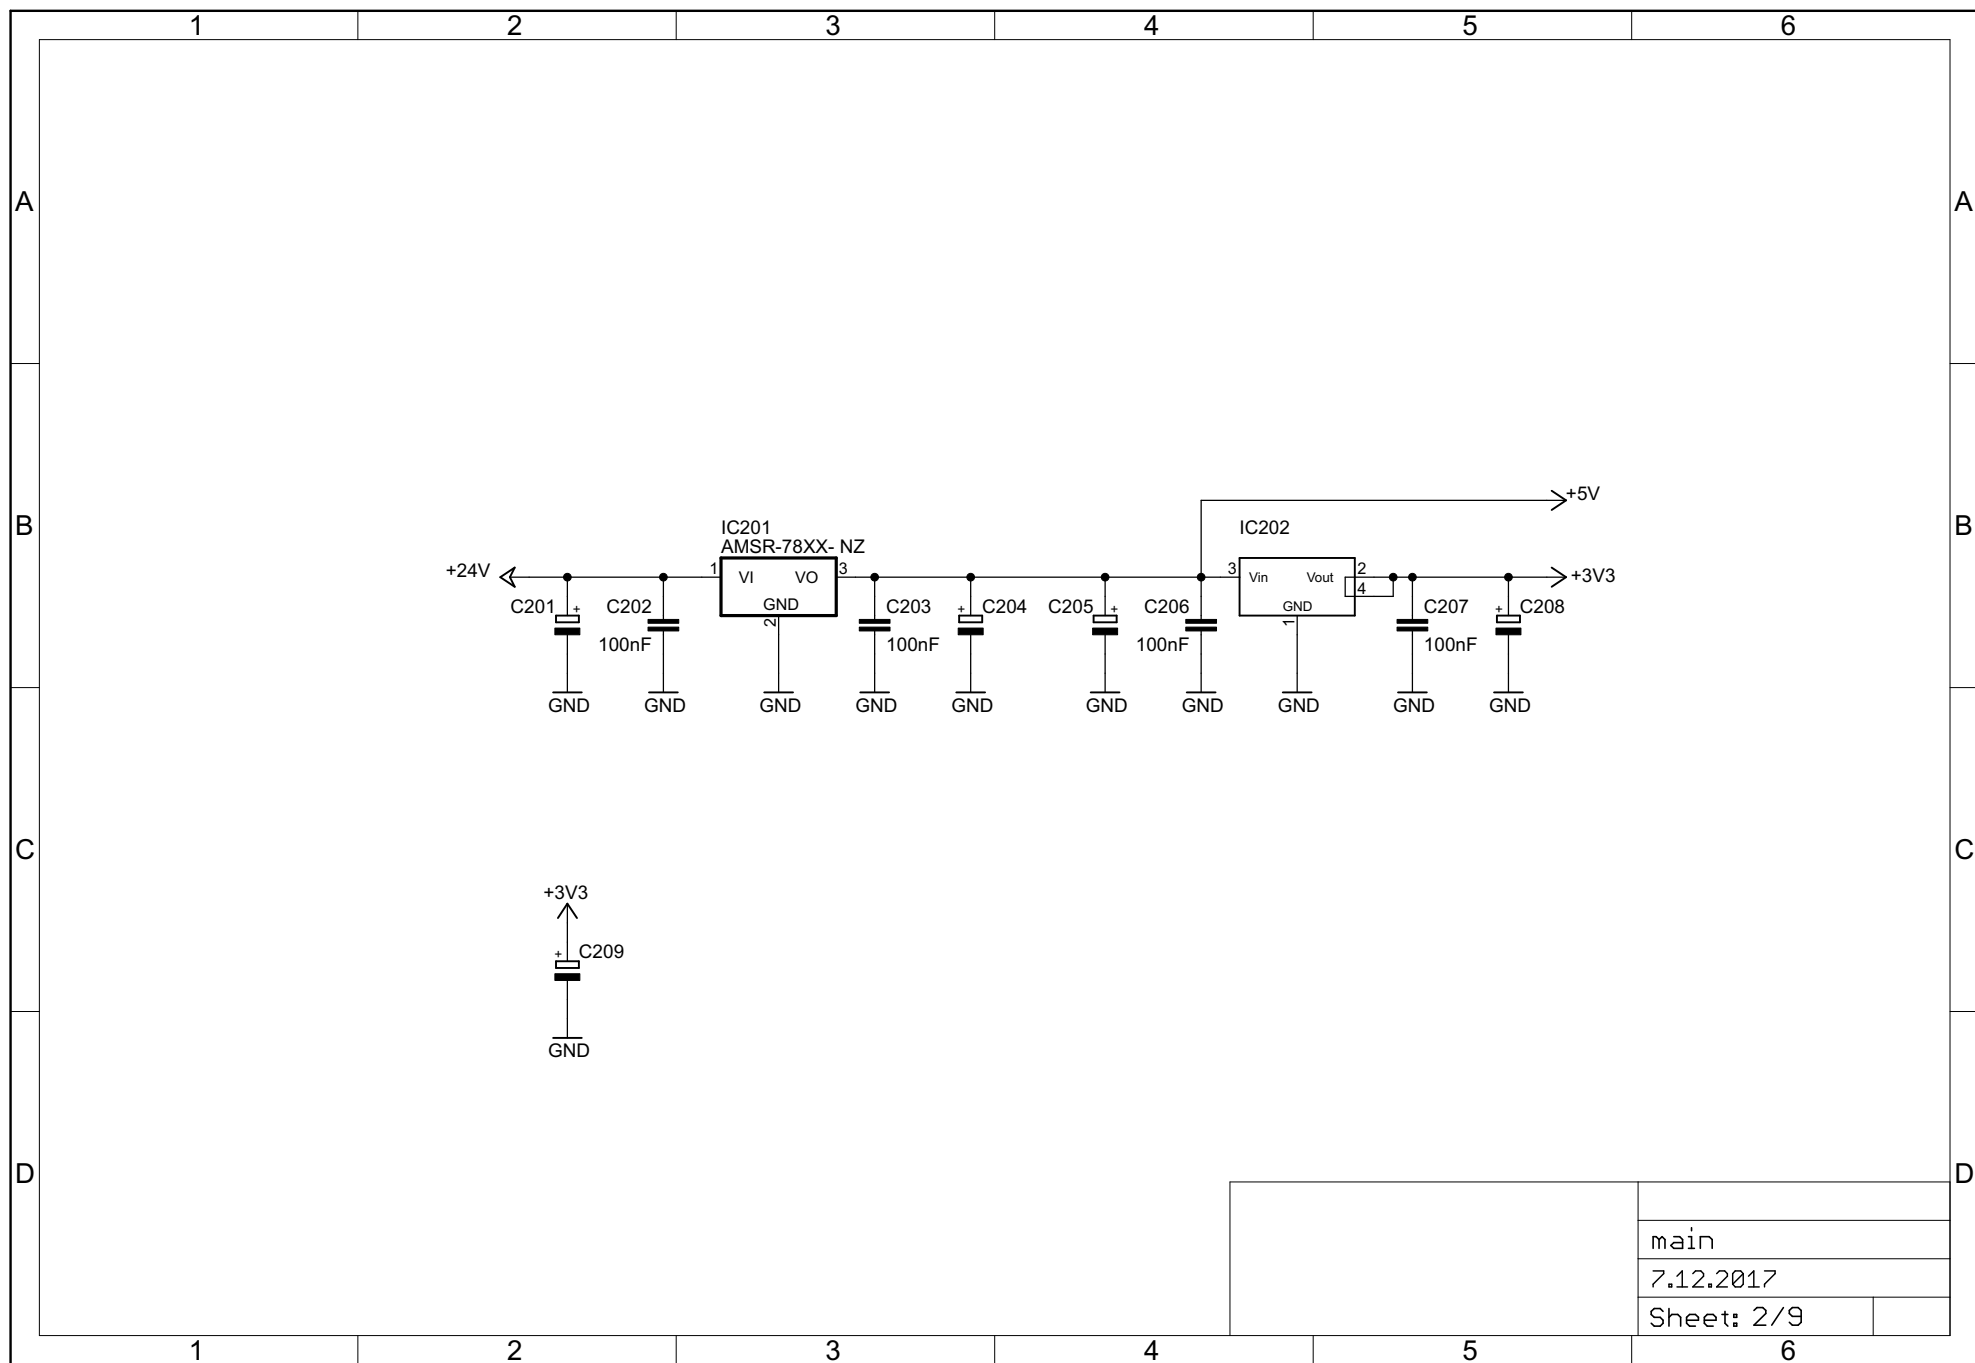 1 2 3 4 5 6
A A
+5V
B IC201 IC202 B
AMSR-78XX- NZ
+24V 1 VI VO 3 3 Vin Vout 2 +3V3
4
C201 + C202 GND C203 + C204 C205 + C206 GND C207 + C208
2 1
100nF 100nF 100nF 100nF
GND GND GND GND GND GND GND GND GND GND
C C
+3V3
+ C209
GND
D D
main
7.12.2017
Sheet: 2/9
1 2 3 4 5 6